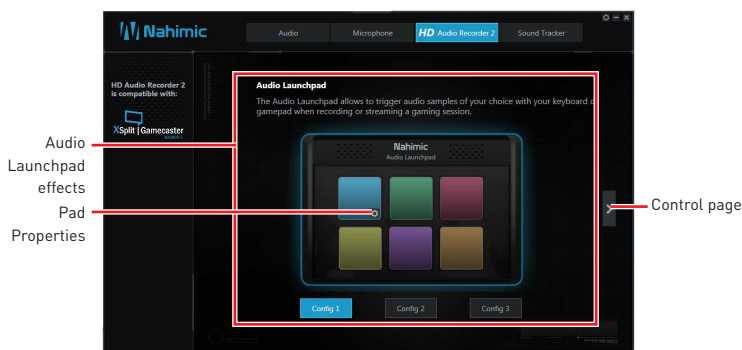 Nahimic
Audio
Microphone
HD Audio Recorder 2
Sound Tracker
HD Audio Recorder 2
is compatible with:
XSplit | Gamecaster
Audio Launchpad
The Audio Launchpad allows to trigger audio samples of your choice with your keyboard o
gamepad when recording or streaming a gaming session.
Nahimic
Audio Launchpad
Audio
Launchpad
effects
Pad
Properties
Control page
Config 1
Config 2
Config 3